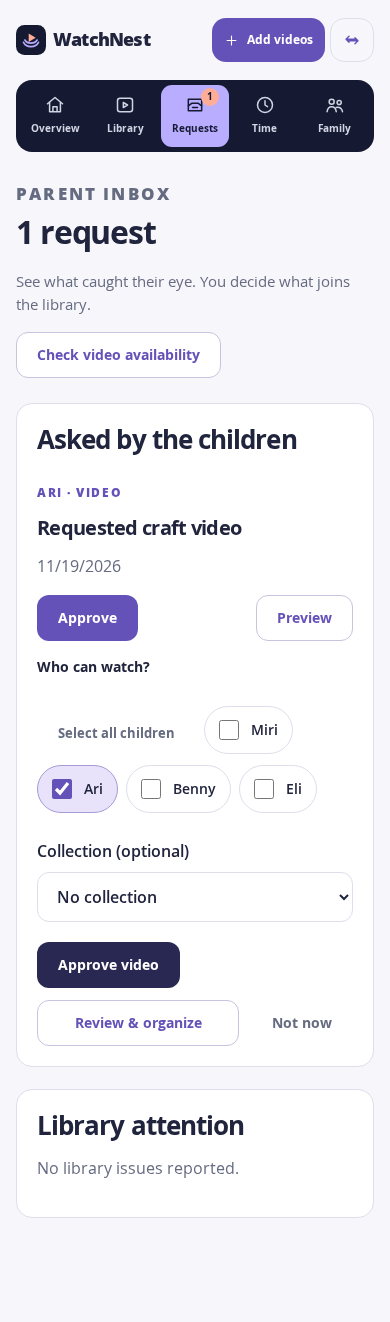 WatchNest
Add videos
Overview
Library
1
Requests
Time
Family
PARENT INBOX
1 request
See what caught their eye. You decide what joins
the library.
Check video availability
Asked by the children
ARI · VIDEO
Requested craft video
11/19/2026
Approve
Preview
Who can watch?
Select all children
Miri
Ari
Benny
Eli
Collection (optional)
No collection
Approve video
Review & organize
Not now
Library attention
No library issues reported.